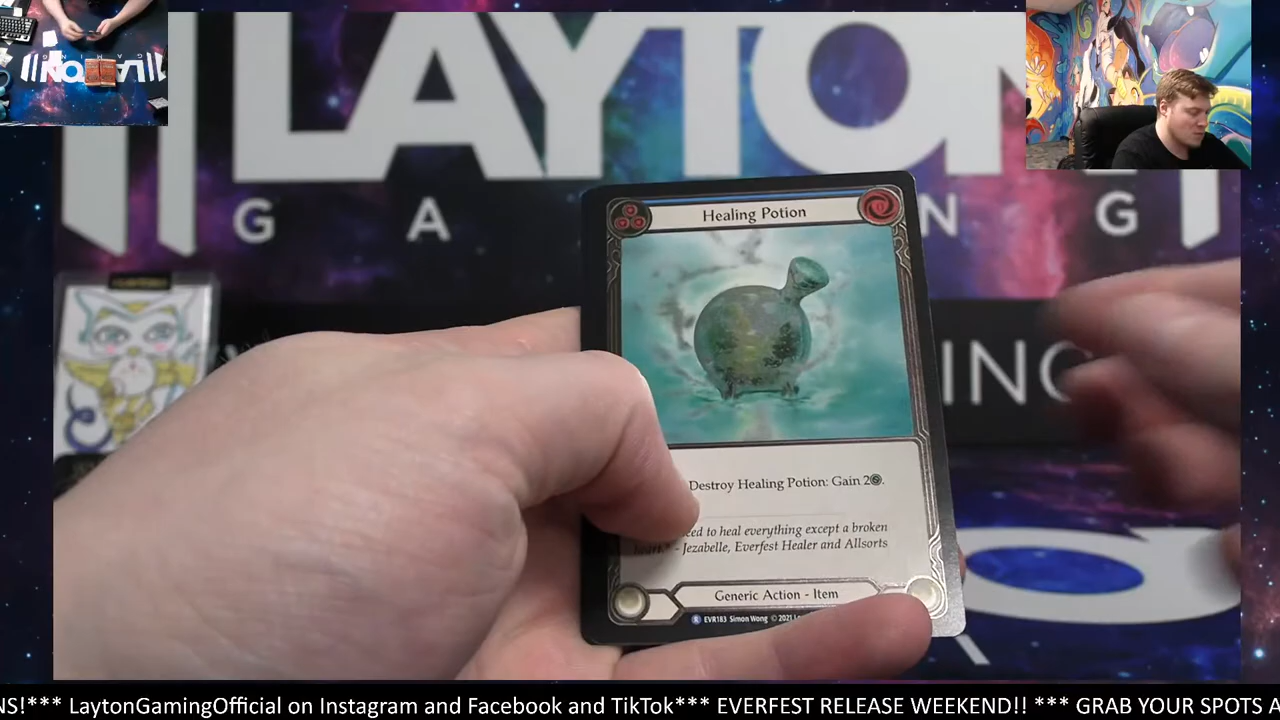 LAYTON
G A NG
Healing Potion
Destroy Healing Potion: Gain 2
to heal everything except a broken
- Jezabelle, Everfest Healer and Allsorts
Generic Action - Item
R EVR183 Simon Wong © 2021
NS!*** LaytonGamingOfficial on Instagram and Facebook and TikTok*** EVERFEST RELEASE WEEKEND!! *** GRAB YOUR SPOTS A